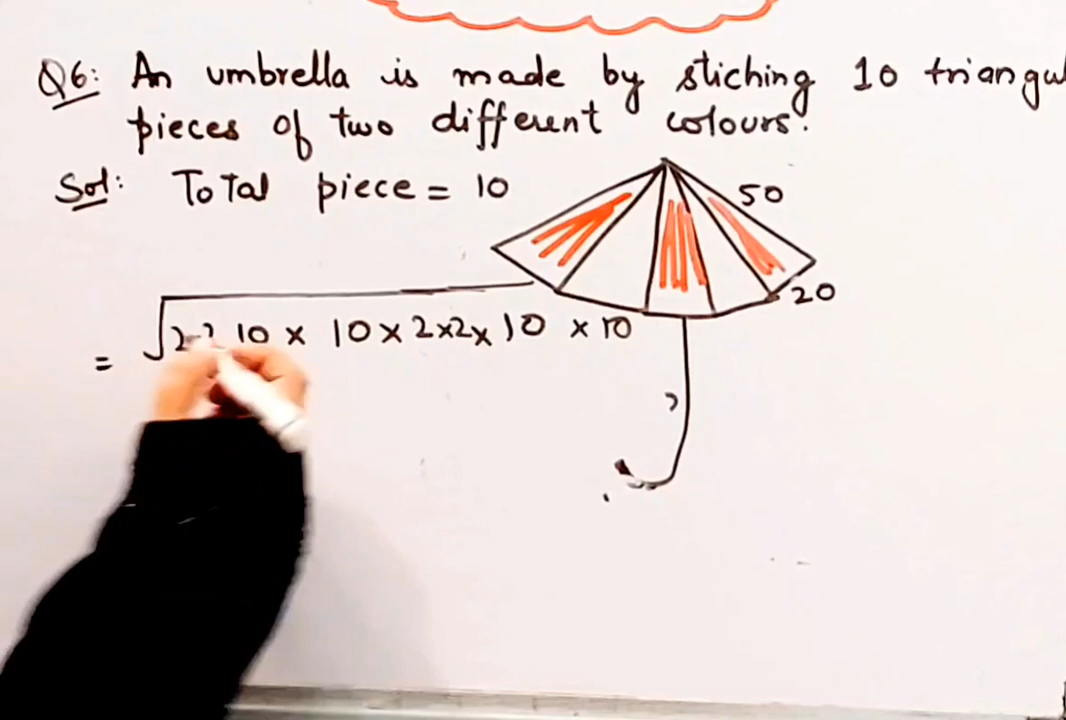 Q6: An umbrella is made by stiching 10 triangul
pieces of two different colours.
Sol: Total piece = 10
50
20
= √ 10 × 10 × 2 × 2 × 10 × 10